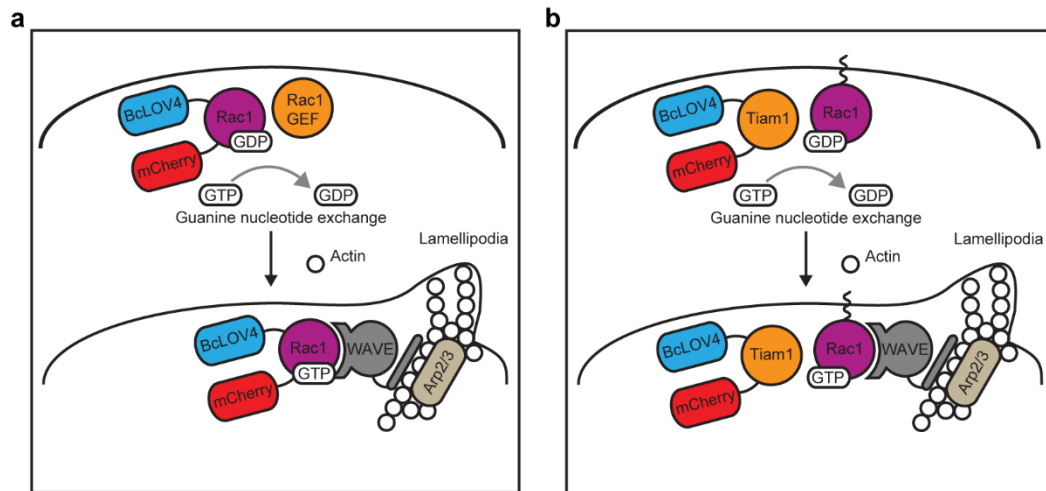 a
BcLOV4
Rac1
Rac1
GEF
GDP
mCherry
GTP
GDP
Guanine nucleotide exchange
Lamellipodia
Actin
BcLOV4
Rac1
WAVE
GTP
mCherry
Arp2/3
b
BcLOV4
Tiam1
Rac1
GDP
mCherry
GTP
GDP
Guanine nucleotide exchange
Lamellipodia
Actin
BcLOV4
Tiam1
Rac1
WAVE
GTP
mCherry
Arp2/3